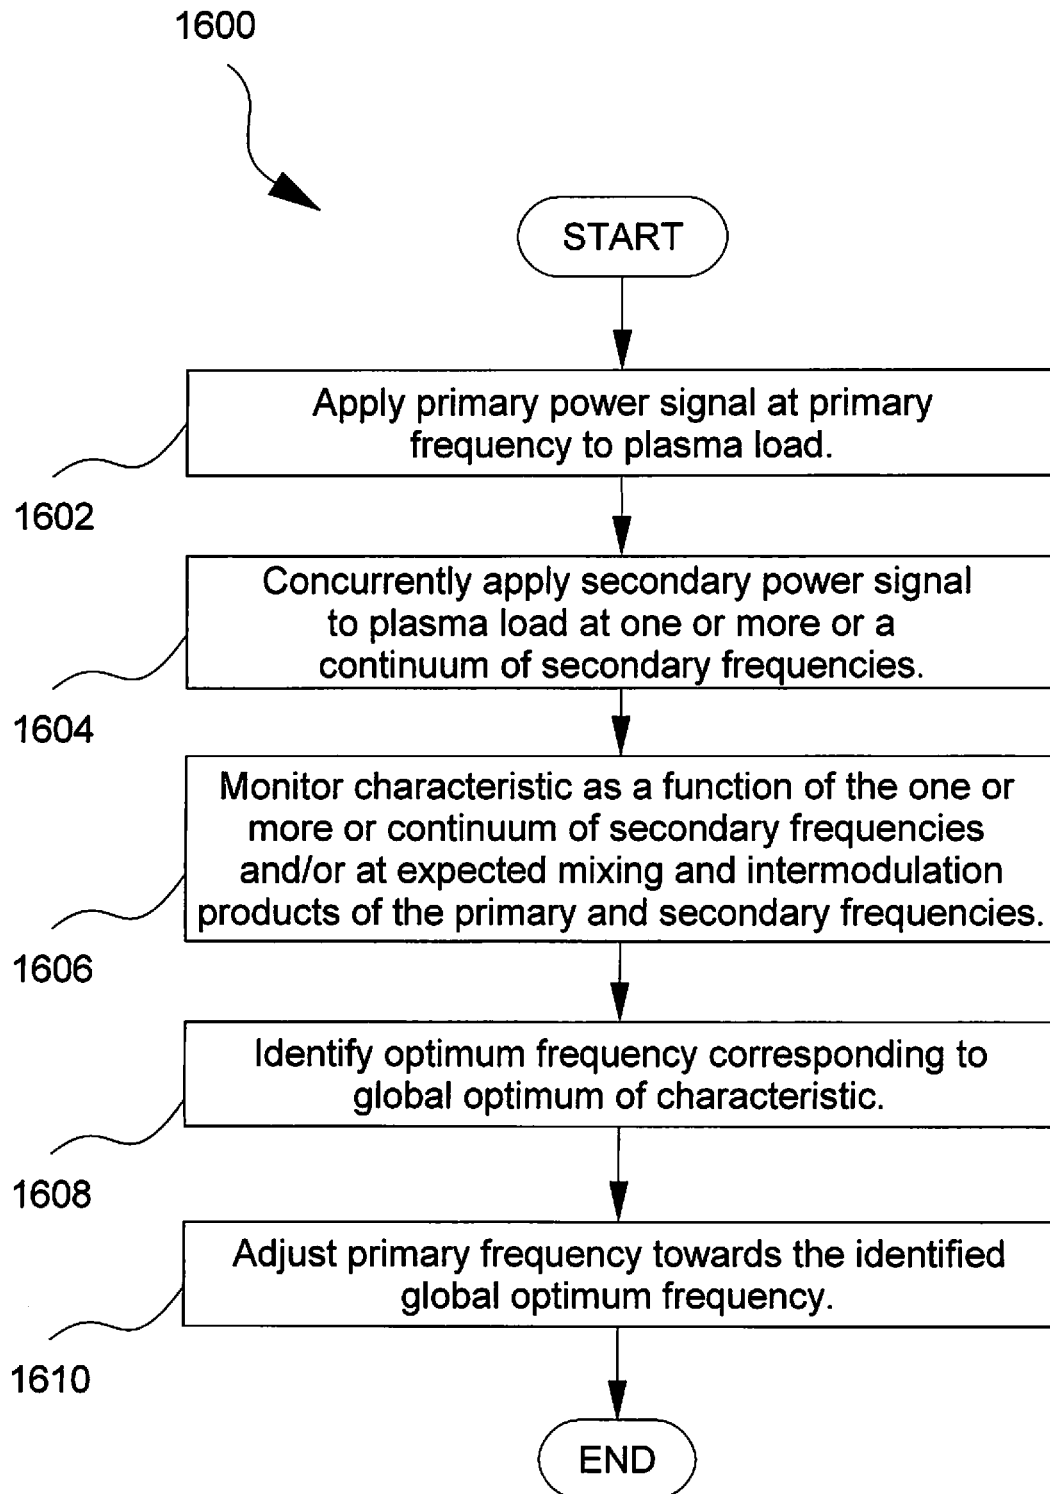 1600
START
Apply primary power signal at primary
frequency to plasma load.
1602
Concurrently apply secondary power signal
to plasma load at one or more or a
continuum of secondary frequencies.
1604
Monitor characteristic as a function of the one or
more or continuum of secondary frequencies
and/or at expected mixing and intermodulation
products of the primary and secondary frequencies.
1606
Identify optimum frequency corresponding to
global optimum of characteristic.
1608
Adjust primary frequency towards the identified
global optimum frequency.
1610
END